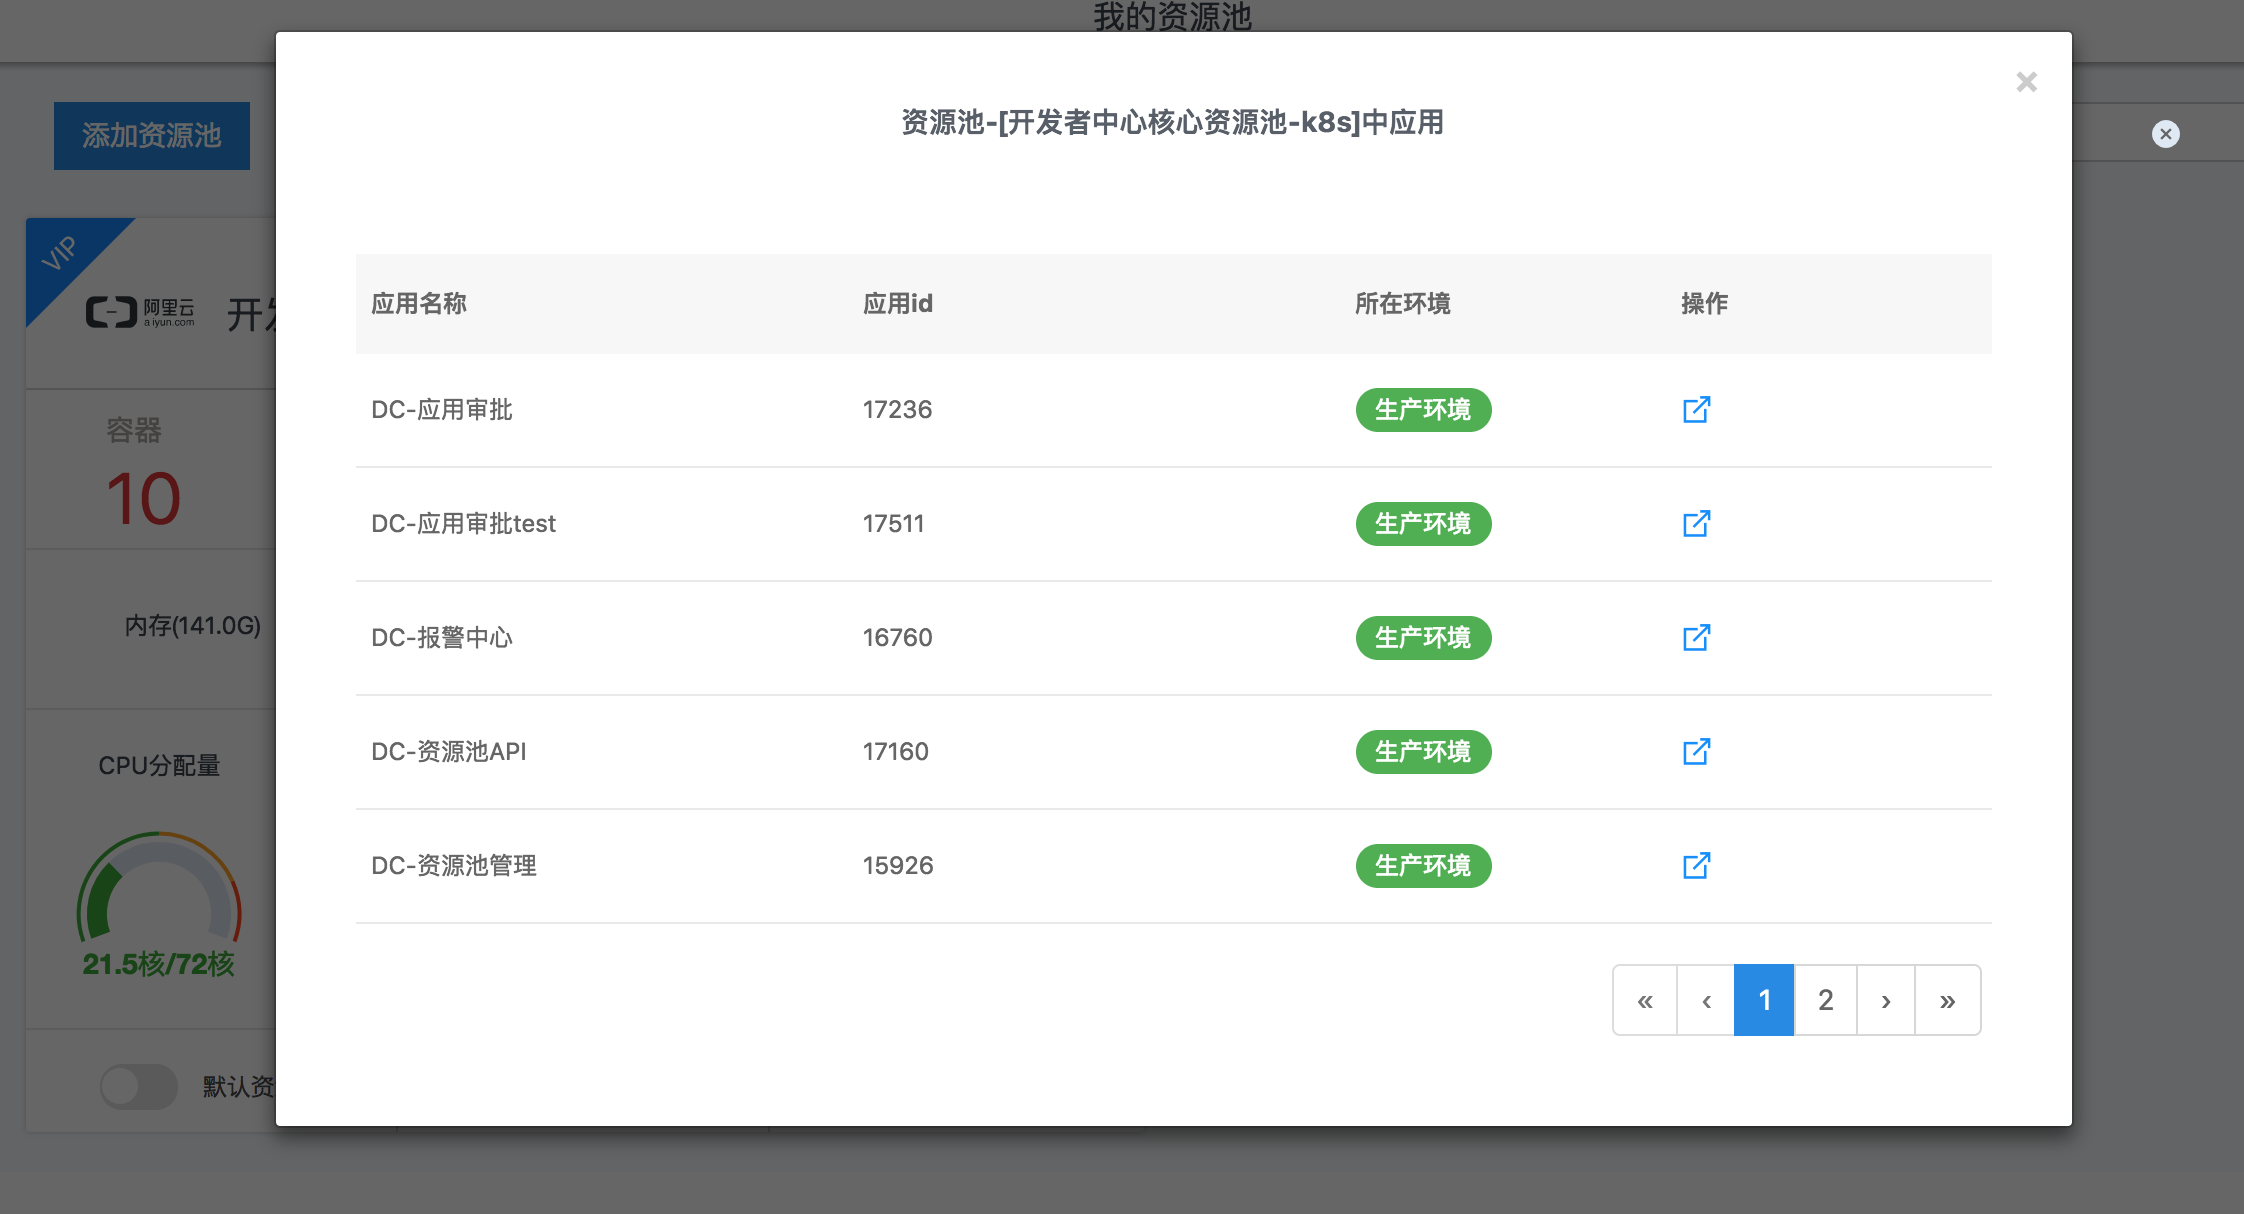 我的资源池
添加资源池
VIP
阿里云
aliyun.com
开发
容器
10
内存(141.0G)
CPU分配量
21.5核/72核
默认资
资源池-[开发者中心核心资源池-k8s]中应用
应用名称 应用id 所在环境 操作
DC-应用审批 17236 生产环境
DC-应用审批test 17511 生产环境
DC-报警中心 16760 生产环境
DC-资源池API 17160 生产环境
DC-资源池管理 15926 生产环境
« ‹ 1 2 › »